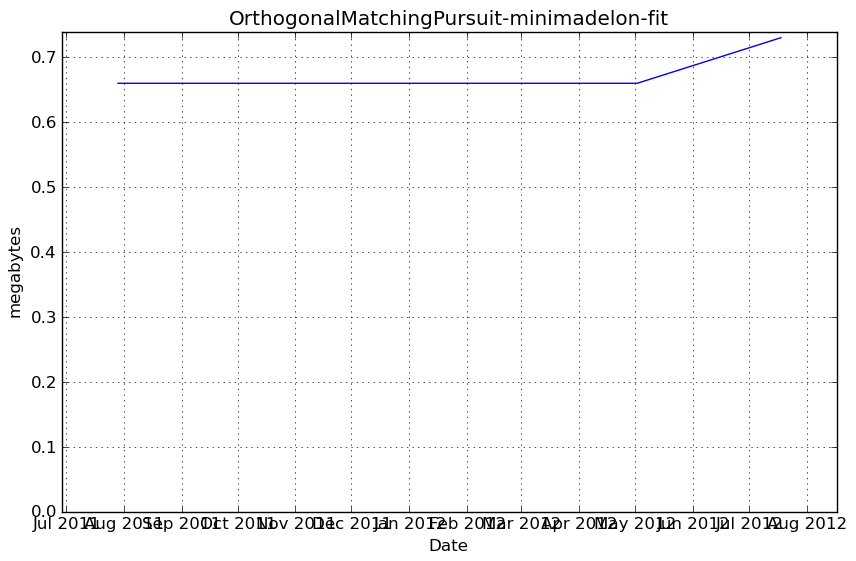 OrthogonalMatchingPursuit-minimadelon-fit
0.7
0.6
0.5
0.4
0.3
0.2
0.1
0.0
megabytes
Jul 2011 Aug 2011 Sep 2011 Oct 2011 Nov 2011 Dec 2011 Jan 2012 Feb 2012 Mar 2012 Apr 2012 May 2012 Jun 2012 Jul 2012 Aug 2012
Date